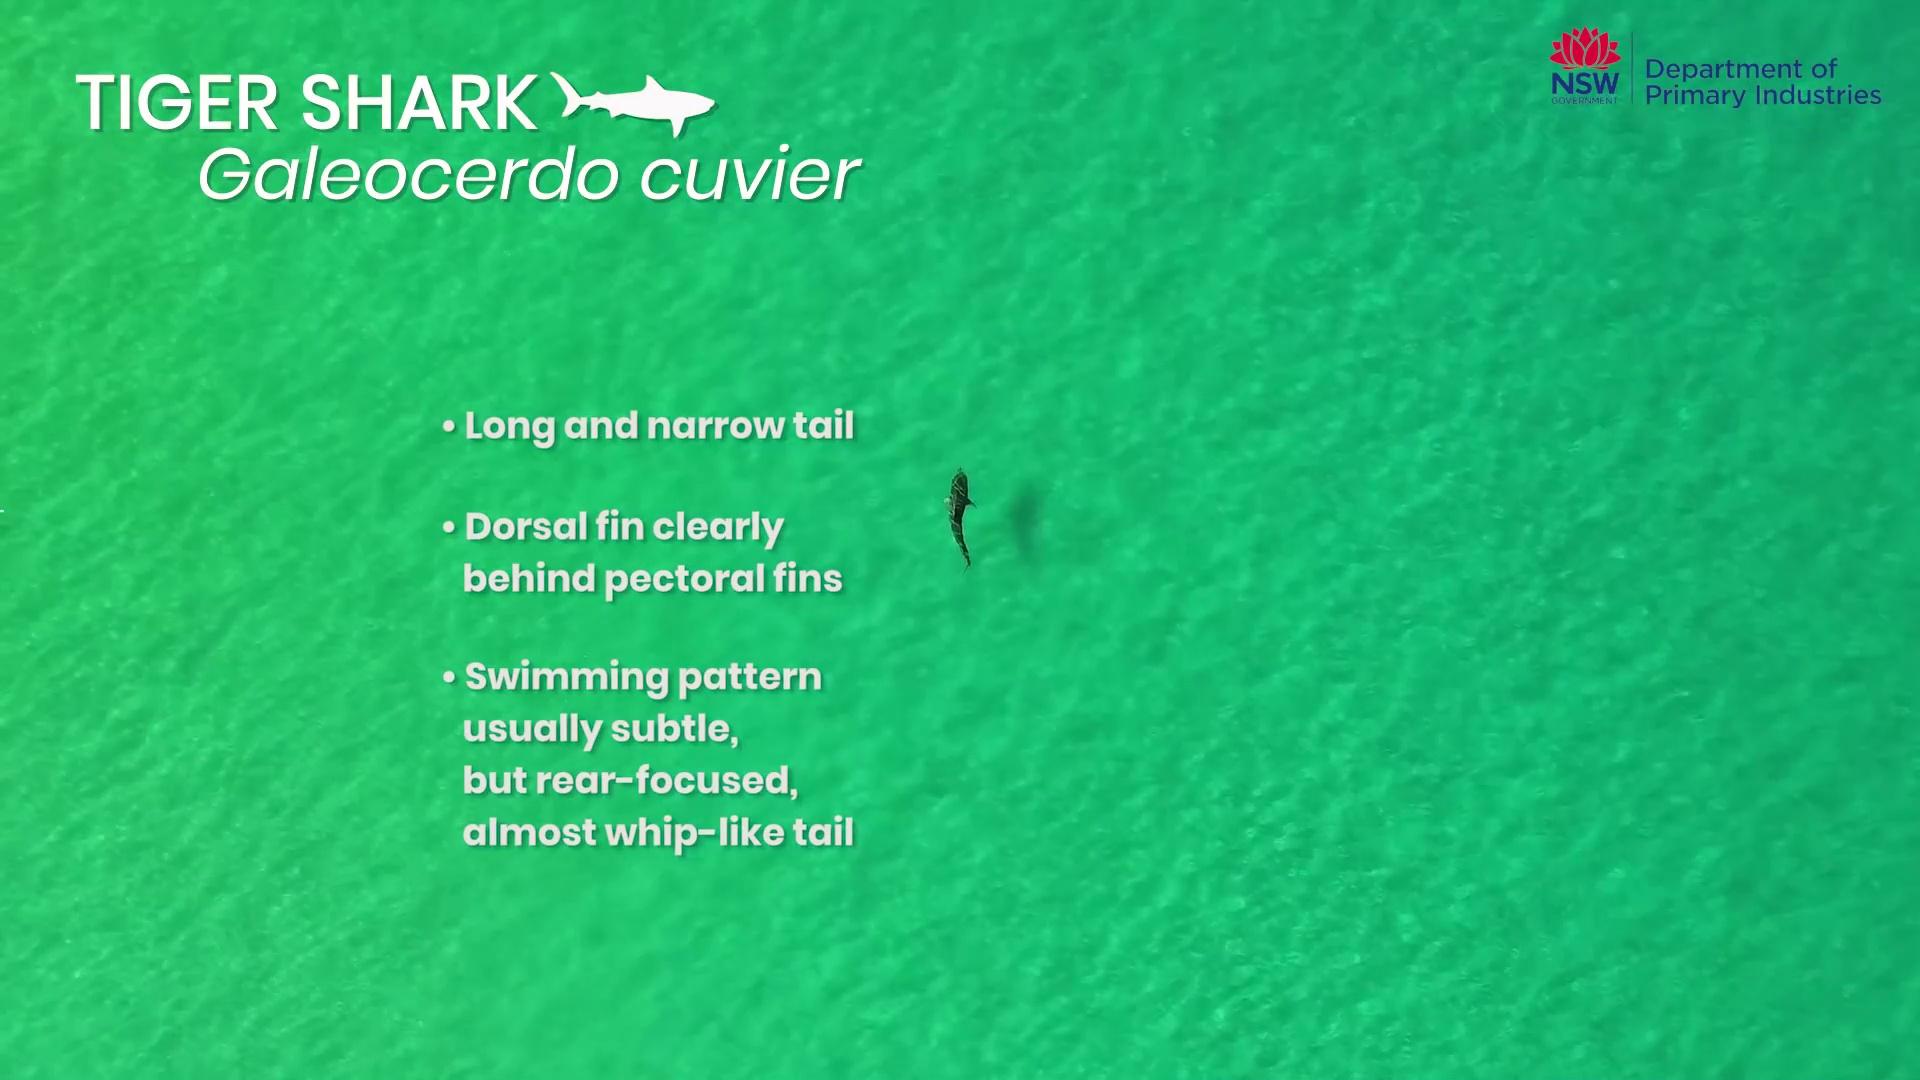 TIGER SHARK
Galeocerdo cuvier
NSW
GOVERNMENT
Department of
Primary Industries
• Long and narrow tail
• Dorsal fin clearly
behind pectoral fins
• Swimming pattern
usually subtle,
but rear-focused,
almost whip-like tail